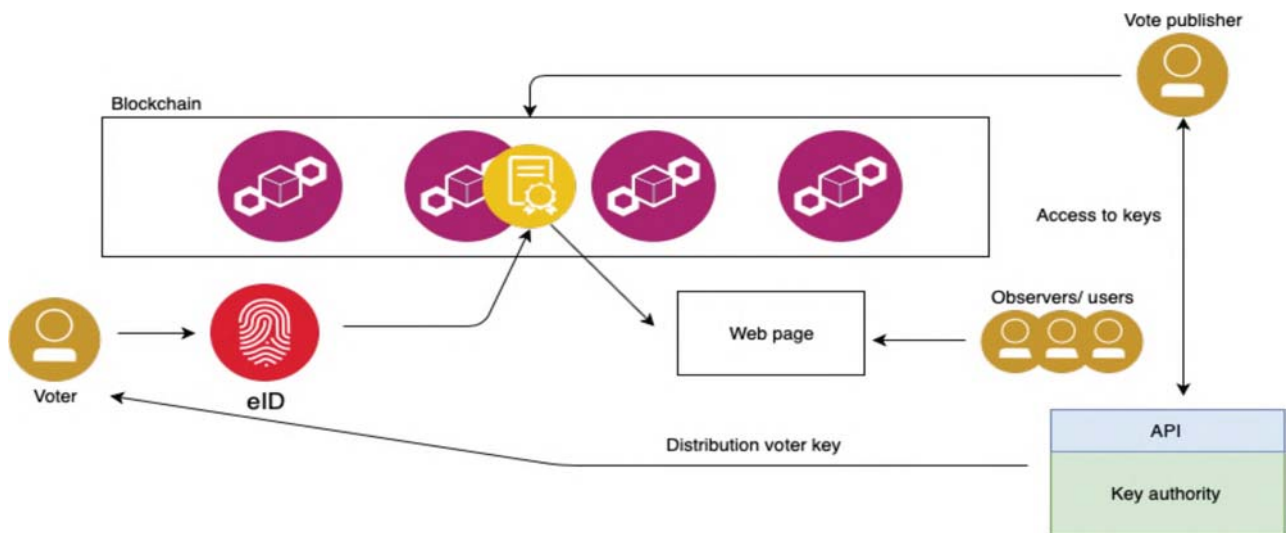 Vote publisher
Blockchain
Access to keys
Observers/ users
Web page
Voter
eID
API
Distribution voter key
Key authority